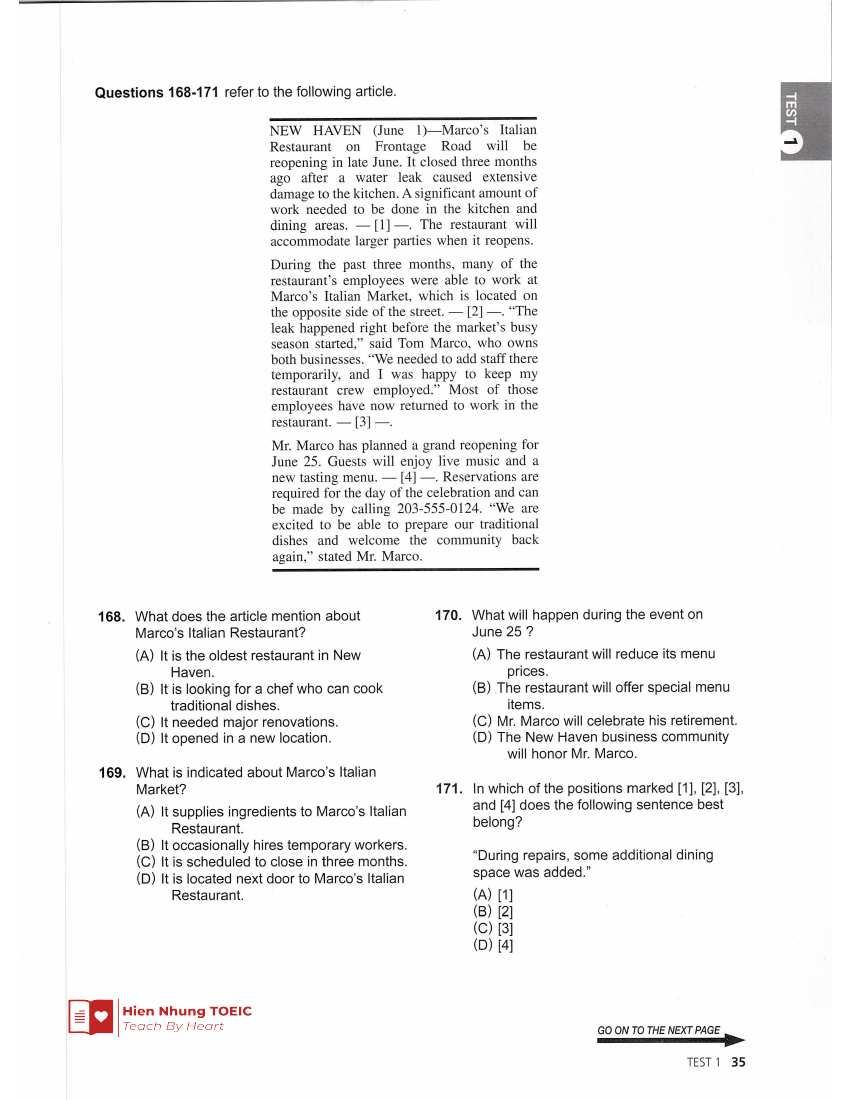 Questions 168-171 refer to the following article.
TEST
1
NEW HAVEN (June 1)—Marco's Italian
Restaurant on Frontage Road will be
reopening in late June. It closed three months
ago after a water leak caused extensive
damage to the kitchen. A significant amount of
work needed to be done in the kitchen and
dining areas. — [1] —. The restaurant will
accommodate larger parties when it reopens.
During the past three months, many of the
restaurant's employees were able to work at
Marco's Italian Market, which is located on
the opposite side of the street. — [2] —. “The
leak happened right before the market's busy
season started,” said Tom Marco, who owns
both businesses. “We needed to add staff there
temporarily, and I was happy to keep my
restaurant crew employed.” Most of those
employees have now returned to work in the
restaurant. — [3] —.
Mr. Marco has planned a grand reopening for
June 25. Guests will enjoy live music and a
new tasting menu. — [4] —. Reservations are
required for the day of the celebration and can
be made by calling 203-555-0124. “We are
excited to be able to prepare our traditional
dishes and welcome the community back
again,” stated Mr. Marco.
168. What does the article mention about
Marco's Italian Restaurant?
(A) It is the oldest restaurant in New
Haven.
(B) It is looking for a chef who can cook
traditional dishes.
(C) It needed major renovations.
(D) It opened in a new location.
169. What is indicated about Marco's Italian
Market?
(A) It supplies ingredients to Marco's Italian
Restaurant.
(B) It occasionally hires temporary workers.
(C) It is scheduled to close in three months.
(D) It is located next door to Marco's Italian
Restaurant.
170. What will happen during the event on
June 25 ?
(A) The restaurant will reduce its menu
prices.
(B) The restaurant will offer special menu
items.
(C) Mr. Marco will celebrate his retirement.
(D) The New Haven business community
will honor Mr. Marco.
171. In which of the positions marked [1], [2], [3],
and [4] does the following sentence best
belong?
“During repairs, some additional dining
space was added.”
(A) [1]
(B) [2]
(C) [3]
(D) [4]
Hien Nhung TOEIC
Teach By Heart
GO ON TO THE NEXT PAGE
TEST 1 35